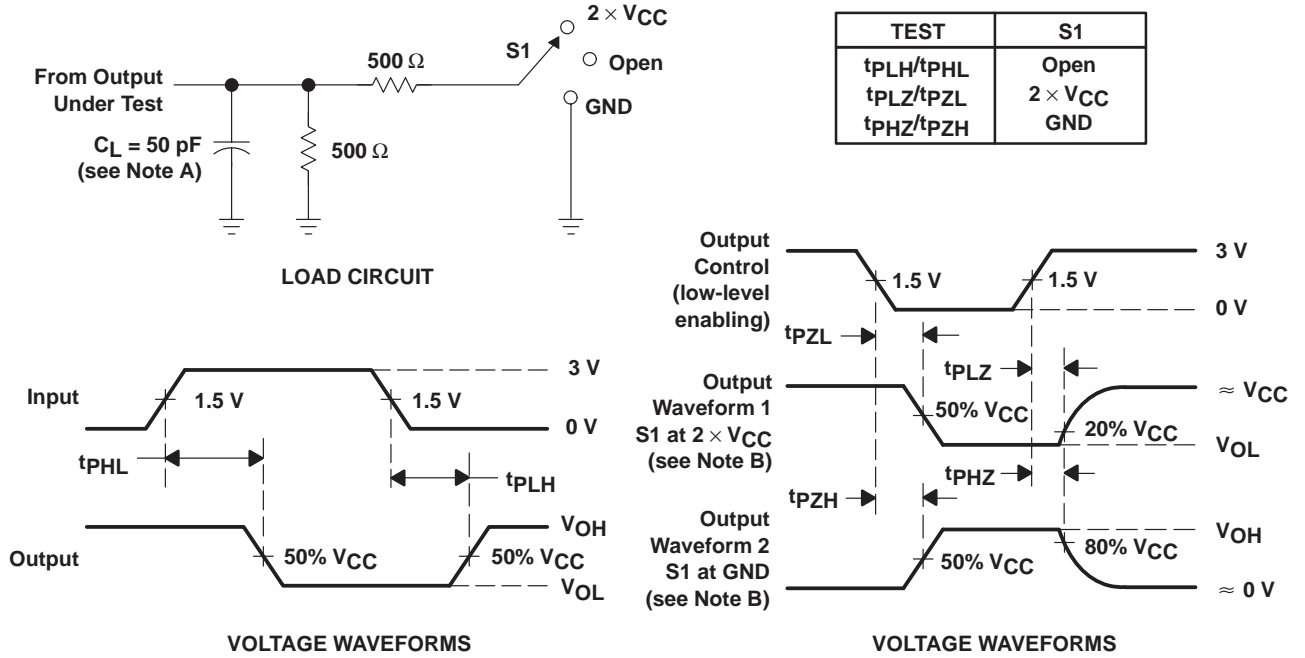 2 × VCC
S1
500 Ω
Open
From Output
Under Test
GND
CL = 50 pF
(see Note A)
500 Ω
LOAD CIRCUIT
TEST S1
tPLH/tPHL Open
tPLZ/tPZL 2 × VCC
tPHZ/tPZH GND
Input
1.5 V
1.5 V
3 V
0 V
tPHL
tPLH
Output
50% VCC
50% VCC
VOH
VOL
VOLTAGE WAVEFORMS
Output
Control
(low-level
enabling)
1.5 V
1.5 V
3 V
0 V
tPZL
tPLZ
Output
Waveform 1
S1 at 2 × VCC
(see Note B)
50% VCC
20% VCC
≈ VCC
VOL
tPZH
tPHZ
Output
Waveform 2
S1 at GND
(see Note B)
50% VCC
80% VCC
VOH
≈ 0 V
VOLTAGE WAVEFORMS